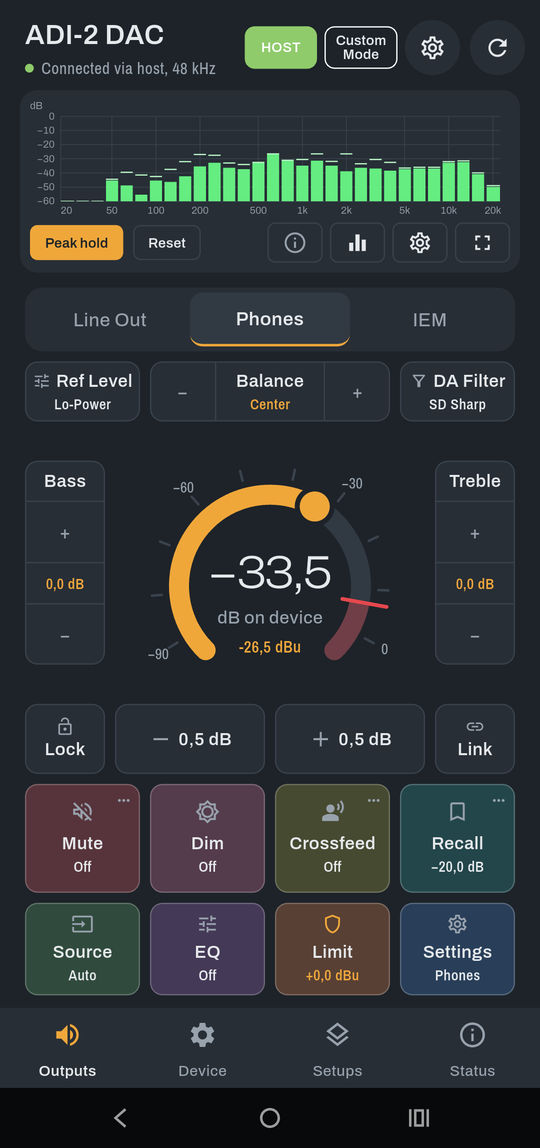 ADI-2 DAC
Connected via host, 48 kHz
HOST
Custom
Mode
dB
0
−10
−20
−30
−40
−50
−60
20 50 100 200 500 1k 2k 5k 10k 20k
Peak hold
Reset
Line Out
Phones
IEM
Ref Level
Lo-Power
−
Balance
Center
+
DA Filter
SD Sharp
Bass
+
0,0 dB
−
−60
−30
−33,5
dB on device
-26,5 dBu
−90
0
Treble
+
0,0 dB
−
Lock
− 0,5 dB
+ 0,5 dB
Link
Mute
Off
Dim
Off
Crossfeed
Off
Recall
−20,0 dB
Source
Auto
EQ
Off
Limit
+0,0 dBu
Settings
Phones
Outputs
Device
Setups
Status